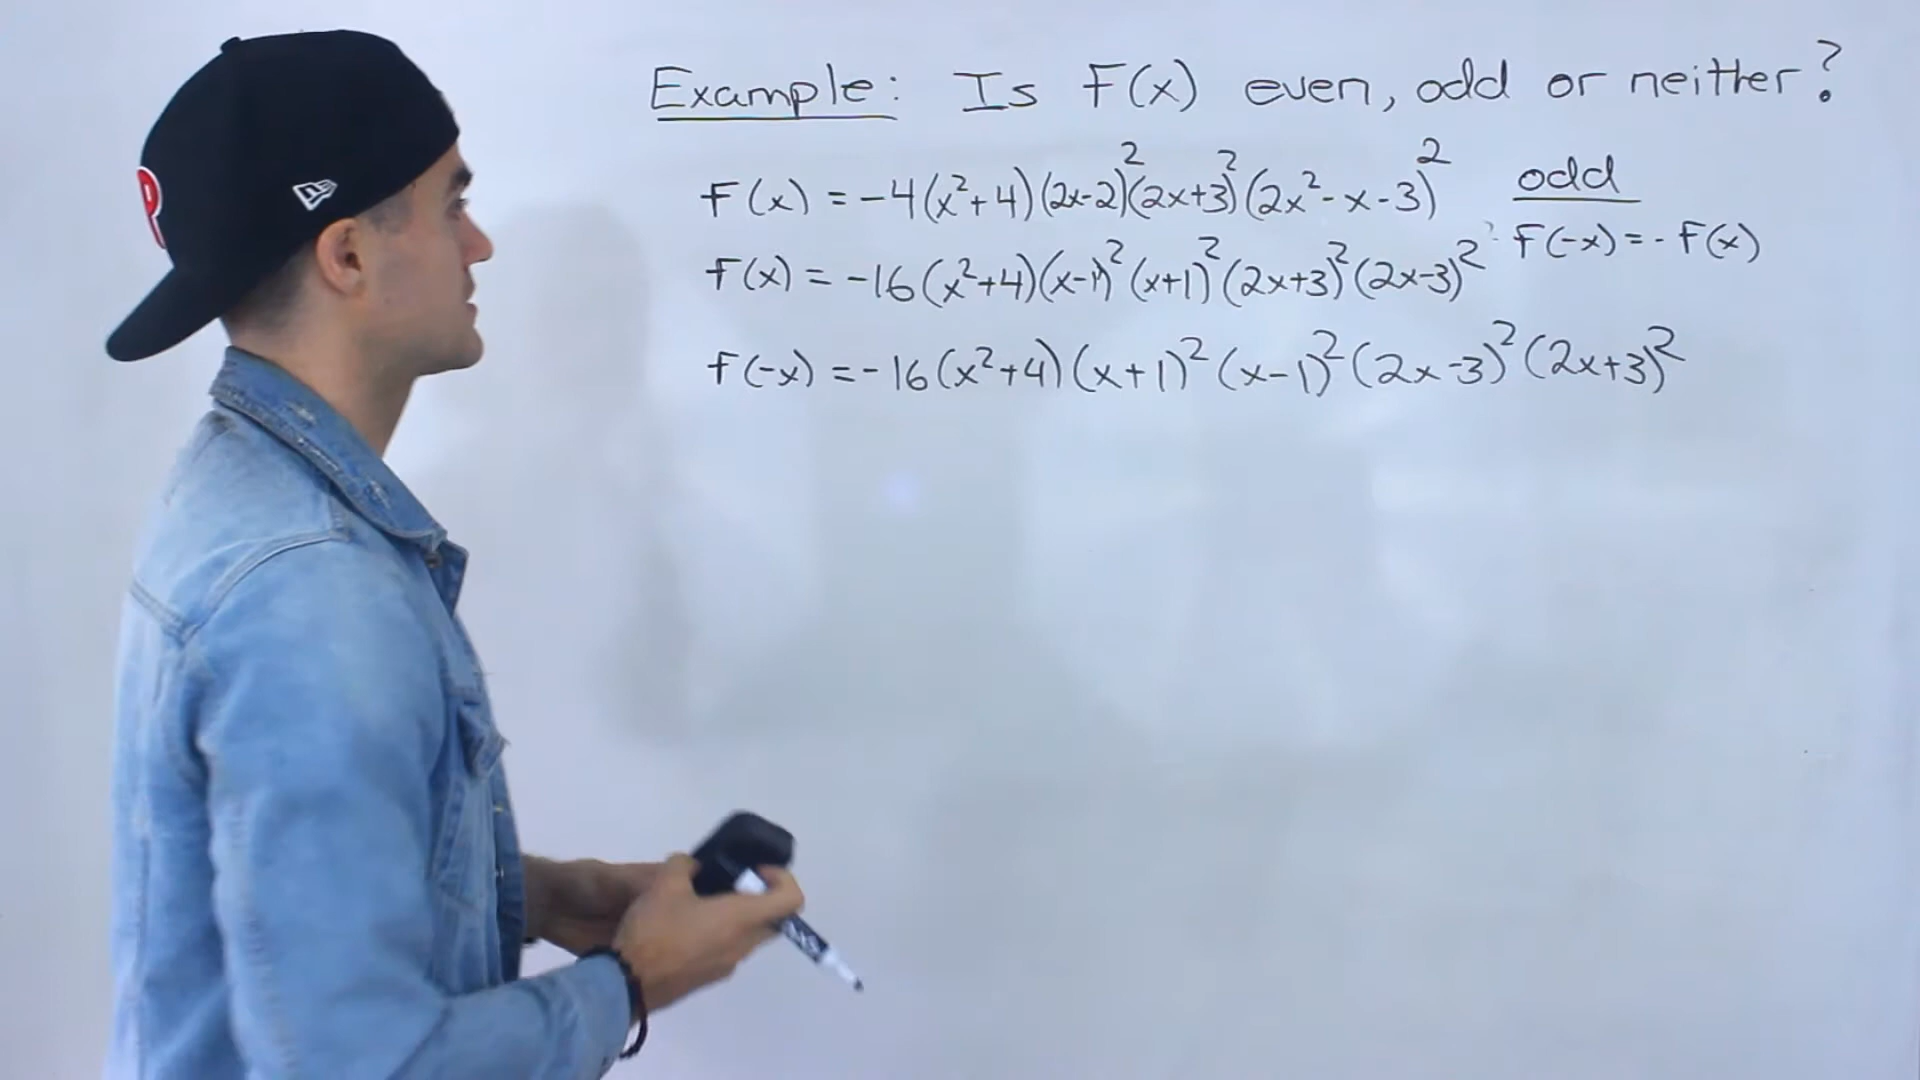 Example: Is F(x) even, odd or neither?
F(x) = -4(x²+4)(2x-2)²(2x+3)²(2x²-x-3)²
odd
F(-x) = -F(x)
F(x) = -16(x²+4)(x-1)²(x+1)²(2x+3)²(2x-3)²
F(-x) = -16(x²+4)(x+1)²(x-1)²(2x-3)²(2x+3)²
P